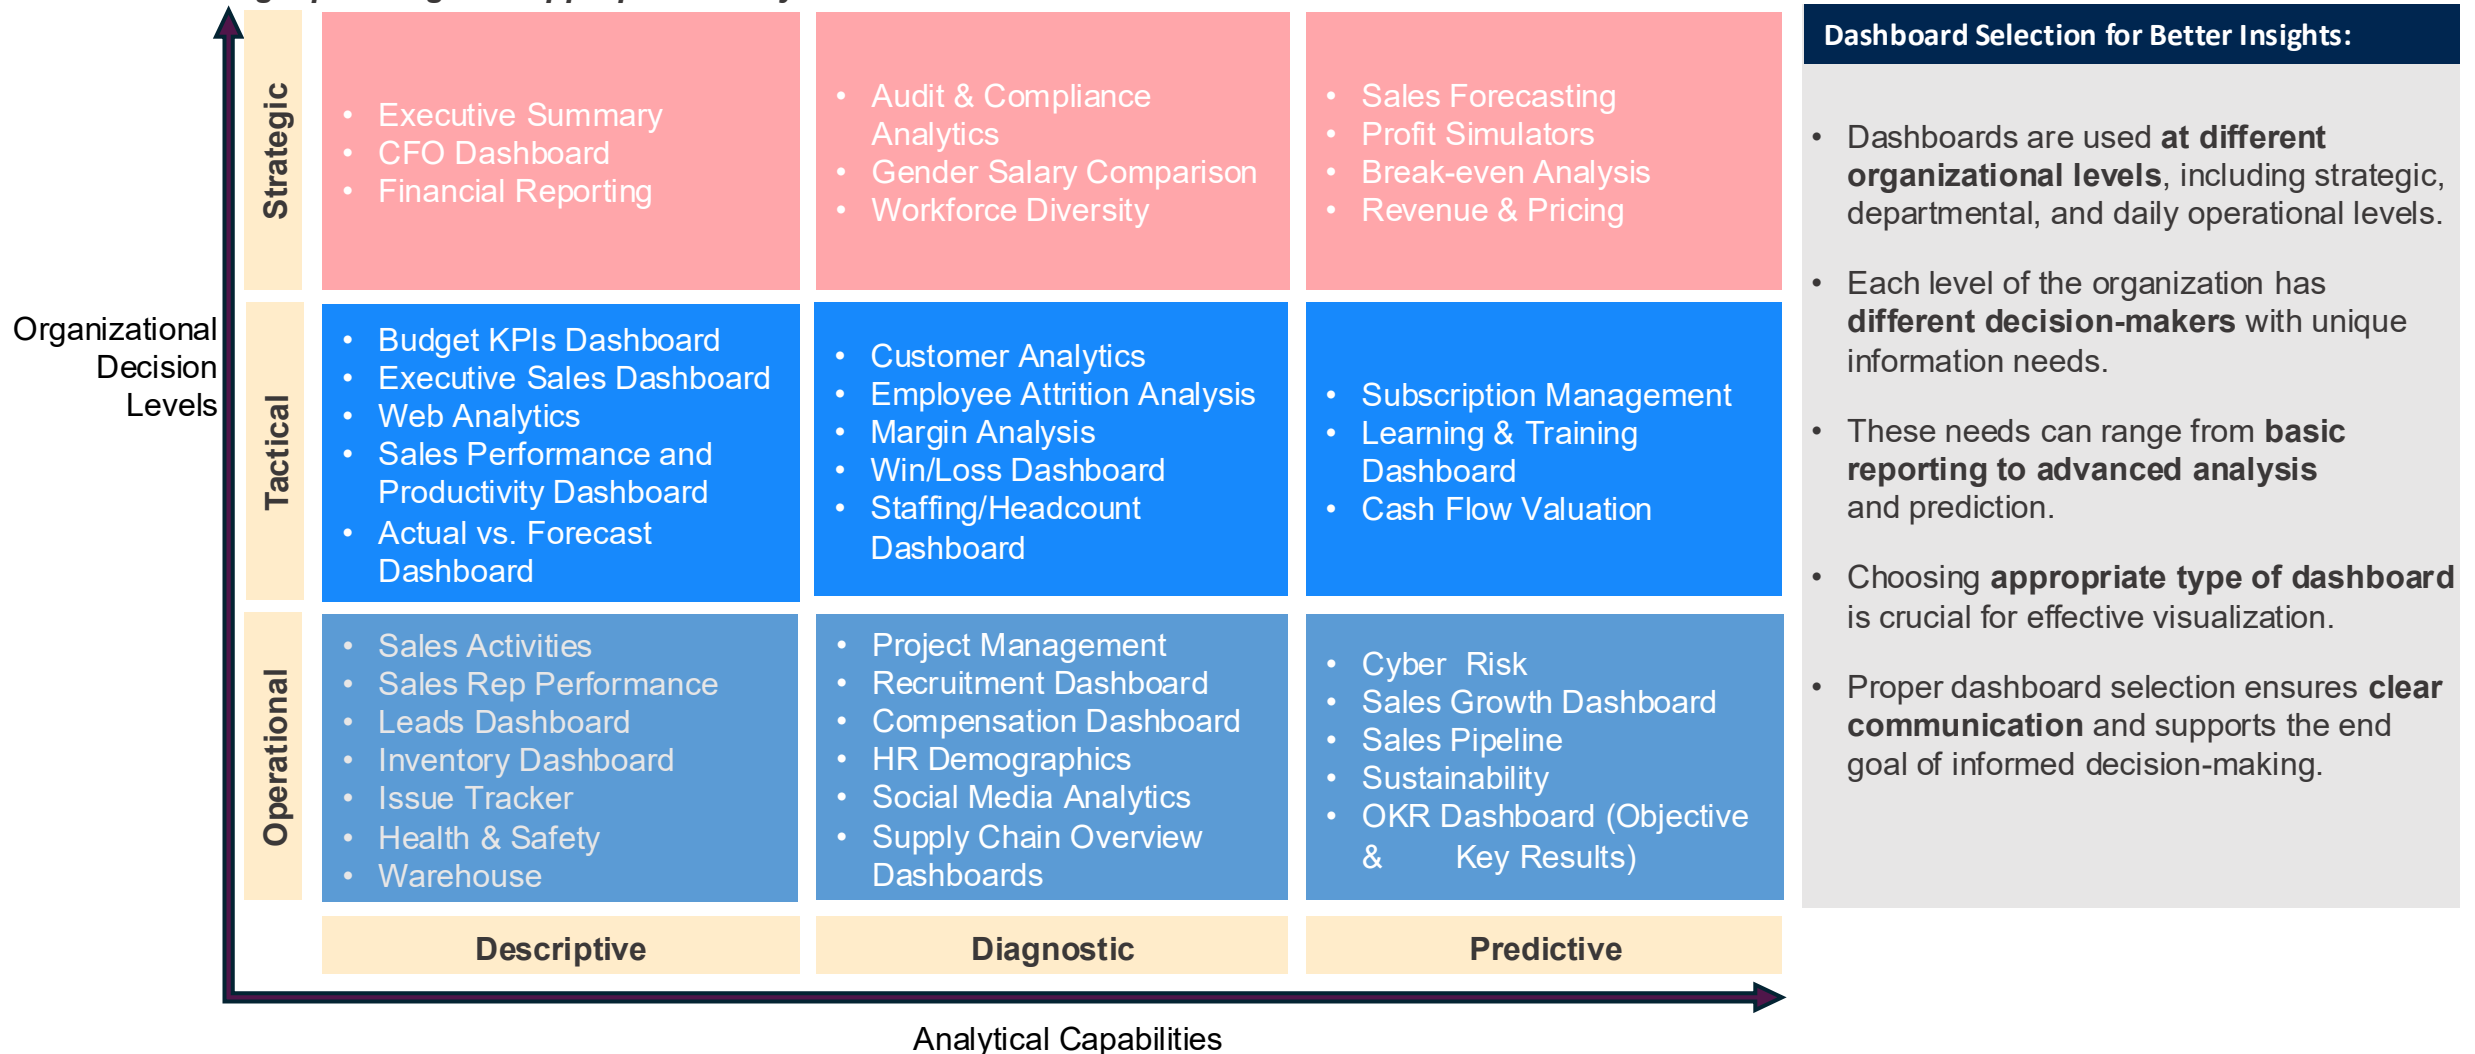 Dashboard Selection for Better Insights:
Strategic
• Executive Summary
• CFO Dashboard
• Financial Reporting
• Audit & Compliance
Analytics
• Gender Salary Comparison
• Workforce Diversity
• Sales Forecasting
• Profit Simulators
• Break-even Analysis
• Revenue & Pricing
Organizational
Decision
Levels
Tactical
• Budget KPIs Dashboard
• Executive Sales Dashboard
• Web Analytics
• Sales Performance and
Productivity Dashboard
• Actual vs. Forecast
Dashboard
• Customer Analytics
• Employee Attrition Analysis
• Margin Analysis
• Win/Loss Dashboard
• Staffing/Headcount
Dashboard
• Subscription Management
• Learning & Training
Dashboard
• Cash Flow Valuation
Operational
• Sales Activities
• Sales Rep Performance
• Leads Dashboard
• Inventory Dashboard
• Issue Tracker
• Health & Safety
• Warehouse
• Project Management
• Recruitment Dashboard
• Compensation Dashboard
• HR Demographics
• Social Media Analytics
• Supply Chain Overview
Dashboards
• Cyber Risk
• Sales Growth Dashboard
• Sales Pipeline
• Sustainability
• OKR Dashboard (Objective
& Key Results)
Descriptive
Diagnostic
Predictive
Analytical Capabilities
• Dashboards are used at different
organizational levels, including strategic,
departmental, and daily operational levels.
• Each level of the organization has
different decision-makers with unique
information needs.
• These needs can range from basic
reporting to advanced analysis
and prediction.
• Choosing appropriate type of dashboard
is crucial for effective visualization.
• Proper dashboard selection ensures clear
communication and supports the end
goal of informed decision-making.